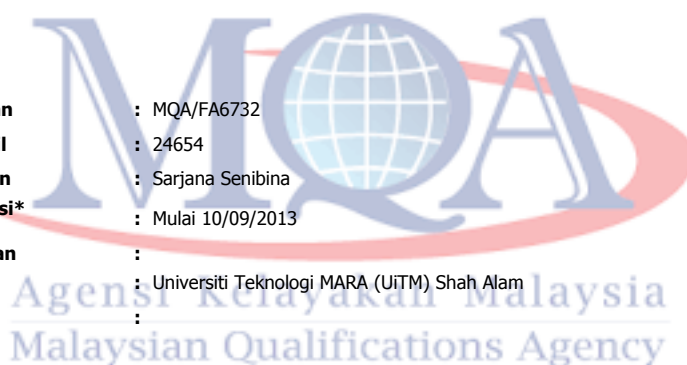 MQA
an : MQA/FA6732
l : 24654
n : Sarjana Senibina
si* : Mulai 10/09/2013
an :
: Universiti Teknologi MARA (UiTM) Shah Alam
:
Agensi Kelayakan Malaysia
Malaysian Qualifications Agency